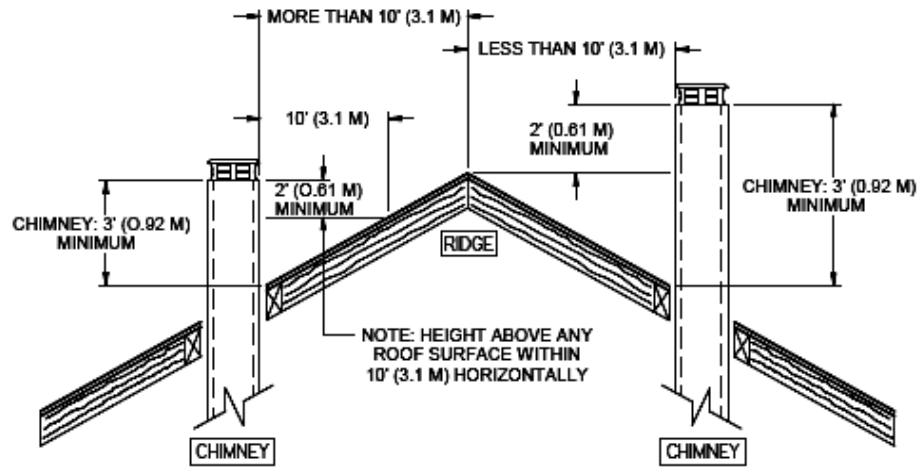 MORE THAN 10' (3.1 M)
LESS THAN 10' (3.1 M)
10' (3.1 M)
2' (0.61 M)
MINIMUM
2' (O.61 M)
MINIMUM
CHIMNEY: 3' (O.92 M)
MINIMUM
CHIMNEY: 3' (0.92 M)
MINIMUM
RIDGE
NOTE: HEIGHT ABOVE ANY
ROOF SURFACE WITHIN
10' (3.1 M) HORIZONTALLY
CHIMNEY
CHIMNEY